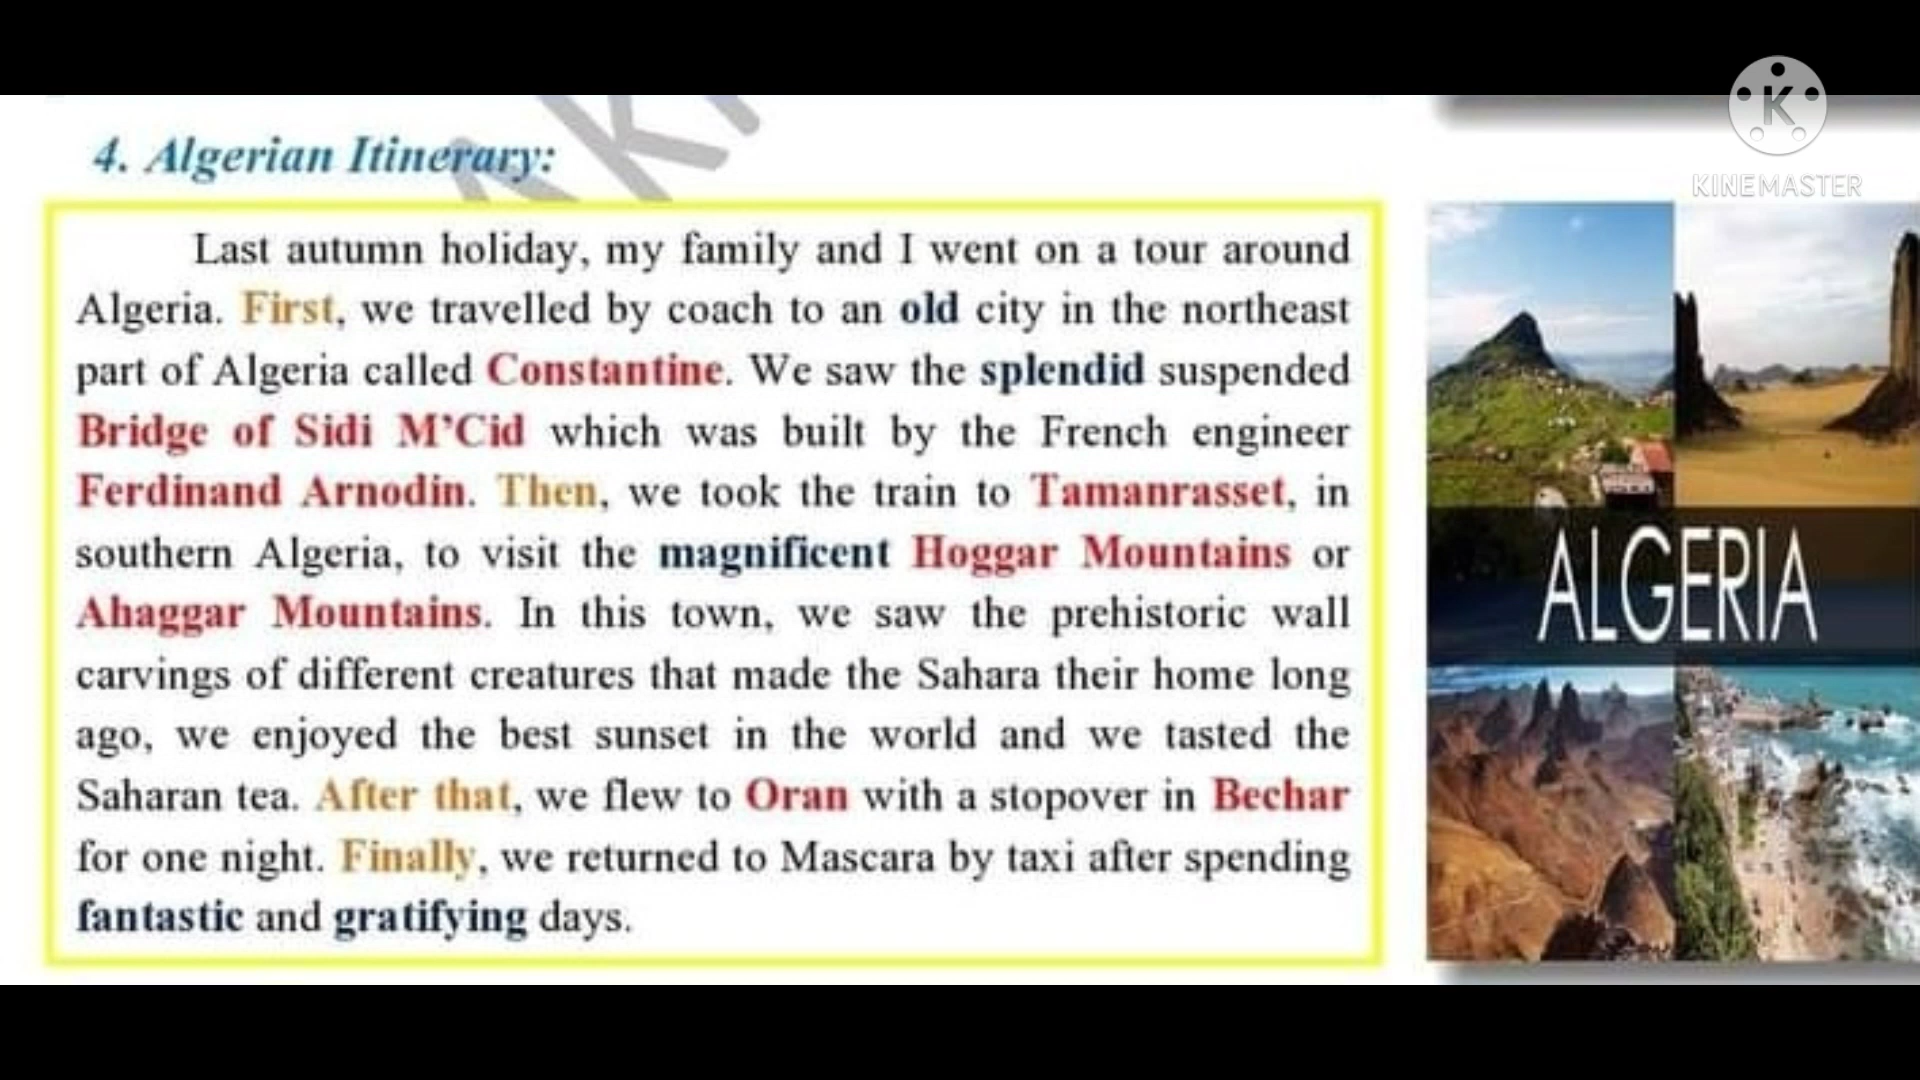 K
KINEMASTER
4. Algerian Itinerary:
Last autumn holiday, my family and I went on a tour around
Algeria. First, we travelled by coach to an old city in the northeast
part of Algeria called Constantine. We saw the splendid suspended
Bridge of Sidi M'Cid which was built by the French engineer
Ferdinand Arnodin. Then, we took the train to Tamanrasset, in
southern Algeria, to visit the magnificent Hoggar Mountains or
Ahaggar Mountains. In this town, we saw the prehistoric wall
carvings of different creatures that made the Sahara their home long
ago, we enjoyed the best sunset in the world and we tasted the
Saharan tea. After that, we flew to Oran with a stopover in Bechar
for one night. Finally, we returned to Mascara by taxi after spending
fantastic and gratifying days.
ALGERIA